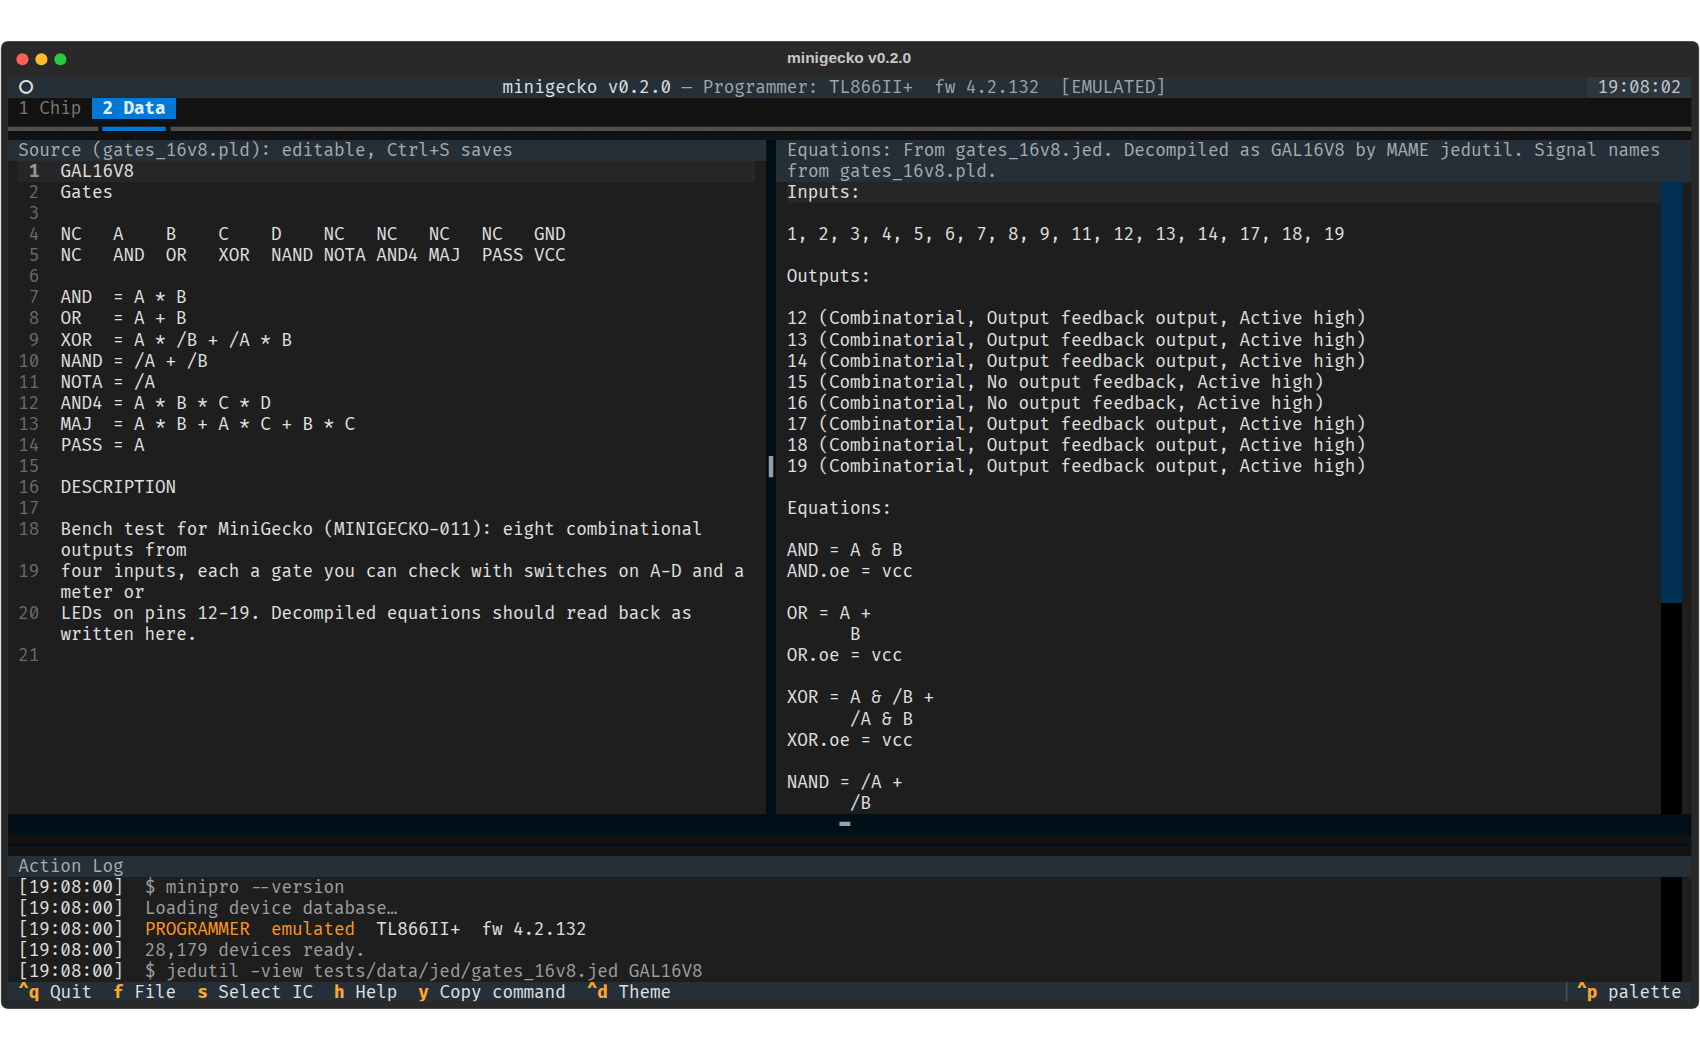 minigecko v0.2.0
minigecko v0.2.0 — Programmer: TL866II+  fw 4.2.132  [EMULATED]
19:08:02
1 Chip  2 Data
Source (gates_16v8.pld): editable, Ctrl+S saves
1  GAL16V8
2  Gates
3
4  NC   A    B    C    D    NC   NC   NC   NC   GND
5  NC   AND  OR   XOR  NAND NOTA AND4 MAJ  PASS VCC
6
7  AND  = A * B
8  OR   = A + B
9  XOR  = A * /B + /A * B
10  NAND = /A + /B
11  NOTA = /A
12  AND4 = A * B * C * D
13  MAJ  = A * B + A * C + B * C
14  PASS = A
15
16  DESCRIPTION
17
18  Bench test for MiniGecko (MINIGECKO-011): eight combinational
outputs from
19  four inputs, each a gate you can check with switches on A-D and a
meter or
20  LEDs on pins 12-19. Decompiled equations should read back as
written here.
21
Equations: From gates_16v8.jed. Decompiled as GAL16V8 by MAME jedutil. Signal names
from gates_16v8.pld.
Inputs:
1, 2, 3, 4, 5, 6, 7, 8, 9, 11, 12, 13, 14, 17, 18, 19
Outputs:
12 (Combinatorial, Output feedback output, Active high)
13 (Combinatorial, Output feedback output, Active high)
14 (Combinatorial, Output feedback output, Active high)
15 (Combinatorial, No output feedback, Active high)
16 (Combinatorial, No output feedback, Active high)
17 (Combinatorial, Output feedback output, Active high)
18 (Combinatorial, Output feedback output, Active high)
19 (Combinatorial, Output feedback output, Active high)
Equations:
AND = A & B
AND.oe = vcc
OR = A +
B
OR.oe = vcc
XOR = A & /B +
/A & B
XOR.oe = vcc
NAND = /A +
/B
Action Log
[19:08:00]  $ minipro --version
[19:08:00]  Loading device database…
[19:08:00]  PROGRAMMER  emulated  TL866II+  fw 4.2.132
[19:08:00]  28,179 devices ready.
[19:08:00]  $ jedutil -view tests/data/jed/gates_16v8.jed GAL16V8
^q Quit  f File  s Select IC  h Help  y Copy command  ^d Theme
^p palette